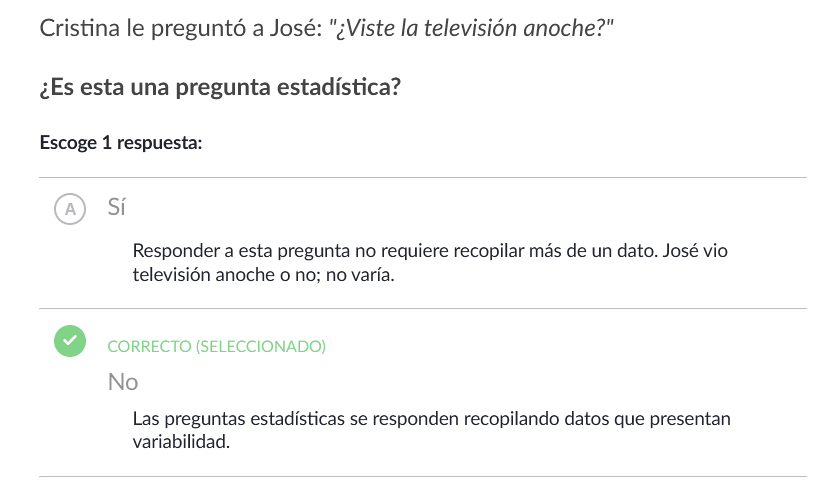 Cristina le preguntó a José: "¿Viste la televisión anoche?"
¿Es esta una pregunta estadística?
Escoge 1 respuesta:
A Sí
Responder a esta pregunta no requiere recopilar más de un dato. José vio
televisión anoche o no; no varía.
CORRECTO (SELECCIONADO)
No
Las preguntas estadísticas se responden recopilando datos que presentan
variabilidad.